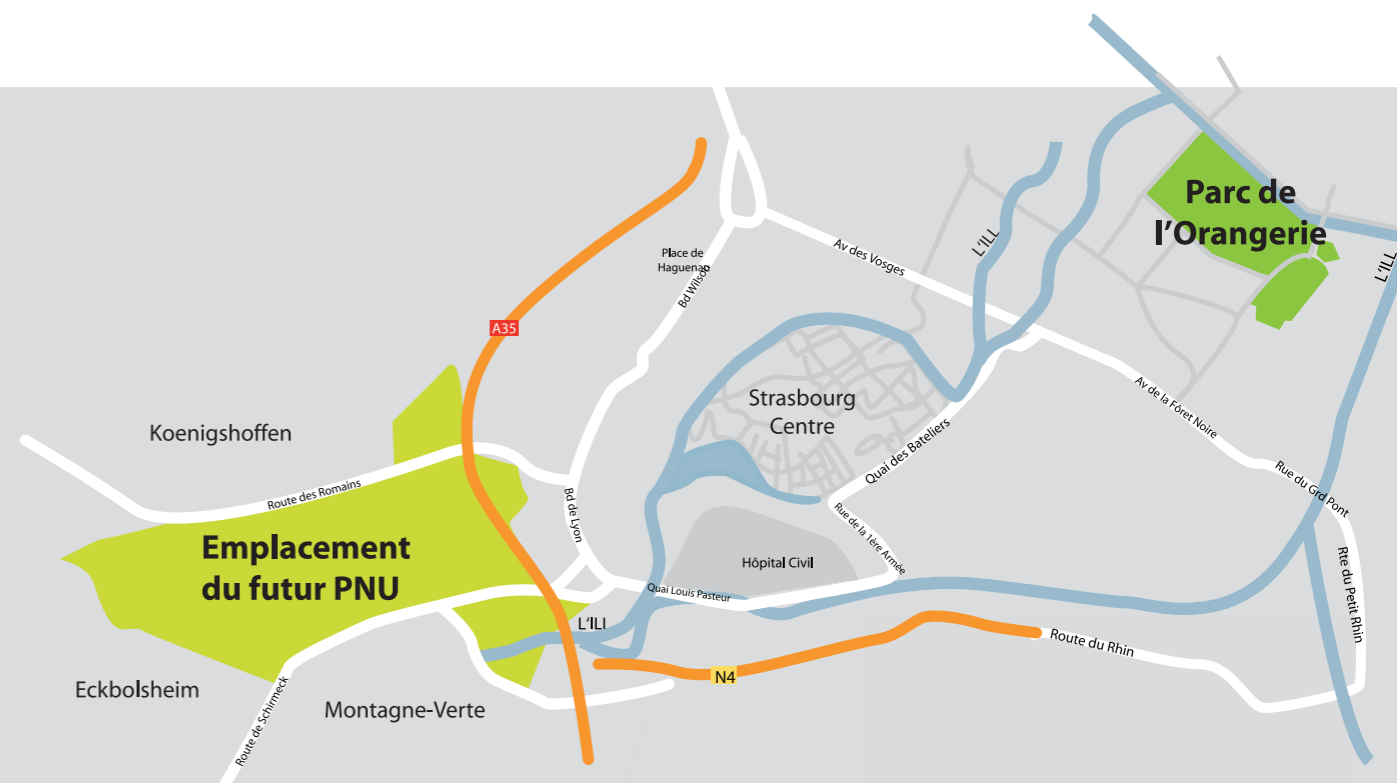 Parc de
l'Orangerie
L'ILL
L'ILL
Place de
Haguenau
Bd Wilson
Av des Vosges
A35
Strasbourg
Centre
Av de la Fôret Noire
Koenigshoffen
Quai des Bateliers
Rue du Grd Pont
Route des Romains
Bd de Lyon
Rue de la 1ère Armée
Emplacement
du futur PNU
Hôpital Civil
Rte du Petit Rhin
Quai Louis Pasteur
L'ILI
Route du Rhin
N4
Eckbolsheim
Route de Schirmeck
Montagne-Verte